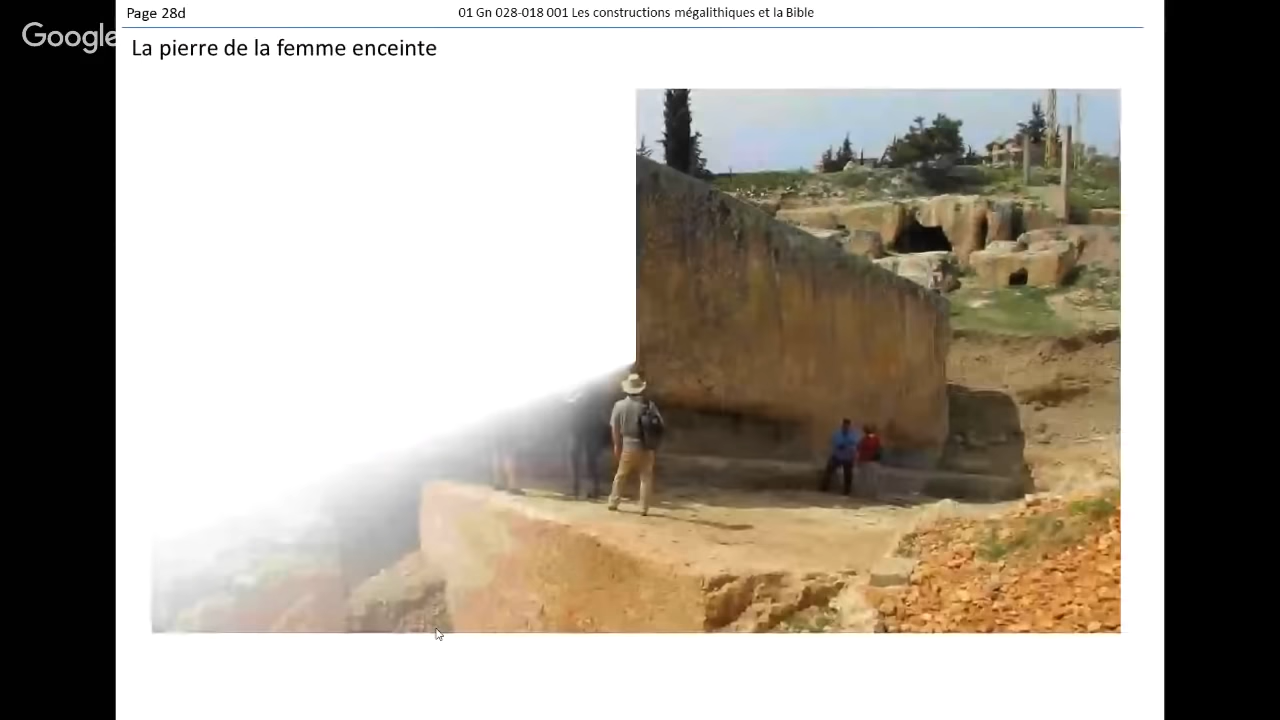 Page 28d
01 Gn 028-018 001 Les constructions mégalithiques et la Bible
Google
La pierre de la femme enceinte